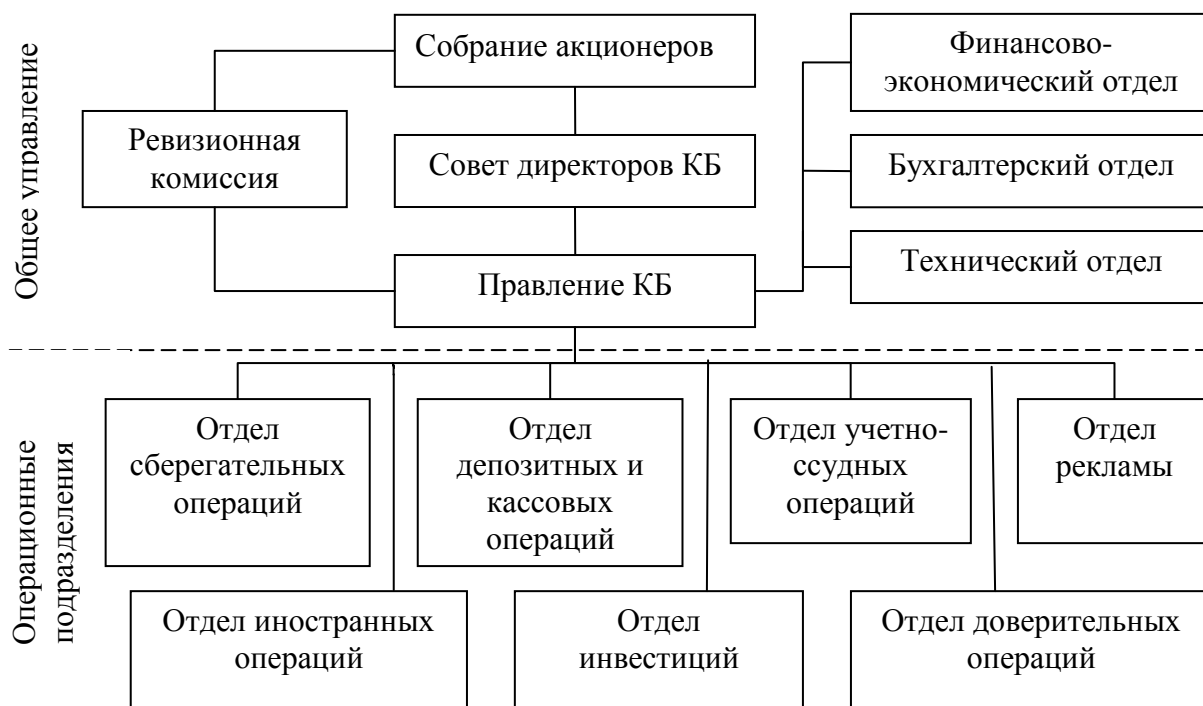 Общее управление
Собрание акционеров
Ревизионная
комиссия
Совет директоров КБ
Правление КБ
Финансово-
экономический отдел
Бухгалтерский отдел
Технический отдел
Операционные
подразделения
Отдел
сберегательных
операций
Отдел
депозитных и
кассовых
операций
Отдел учетно-
ссудных
операций
Отдел
рекламы
Отдел иностранных
операций
Отдел
инвестиций
Отдел доверительных
операций